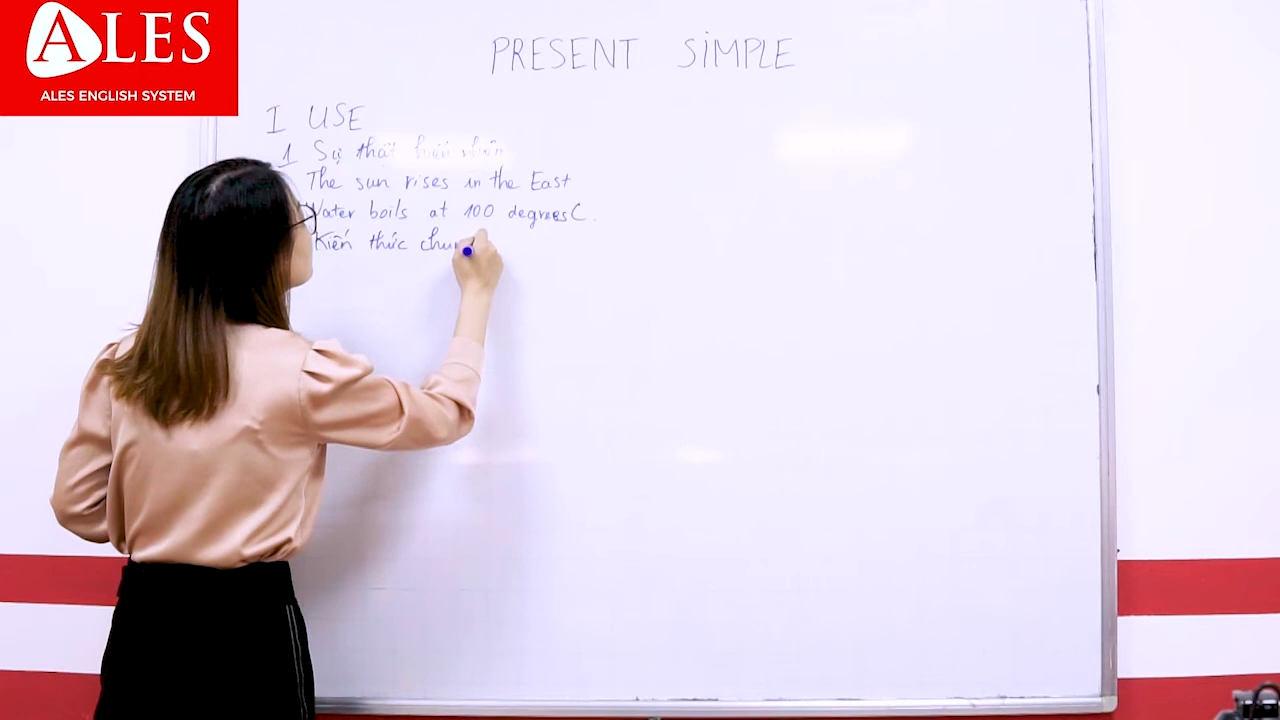 ALES
ALES ENGLISH SYSTEM
PRESENT SIMPLE
I USE
1 Sự thật hiển nhiên
The sun rises in the East
Water boils at 100 degrees C.
Kiến thức chu